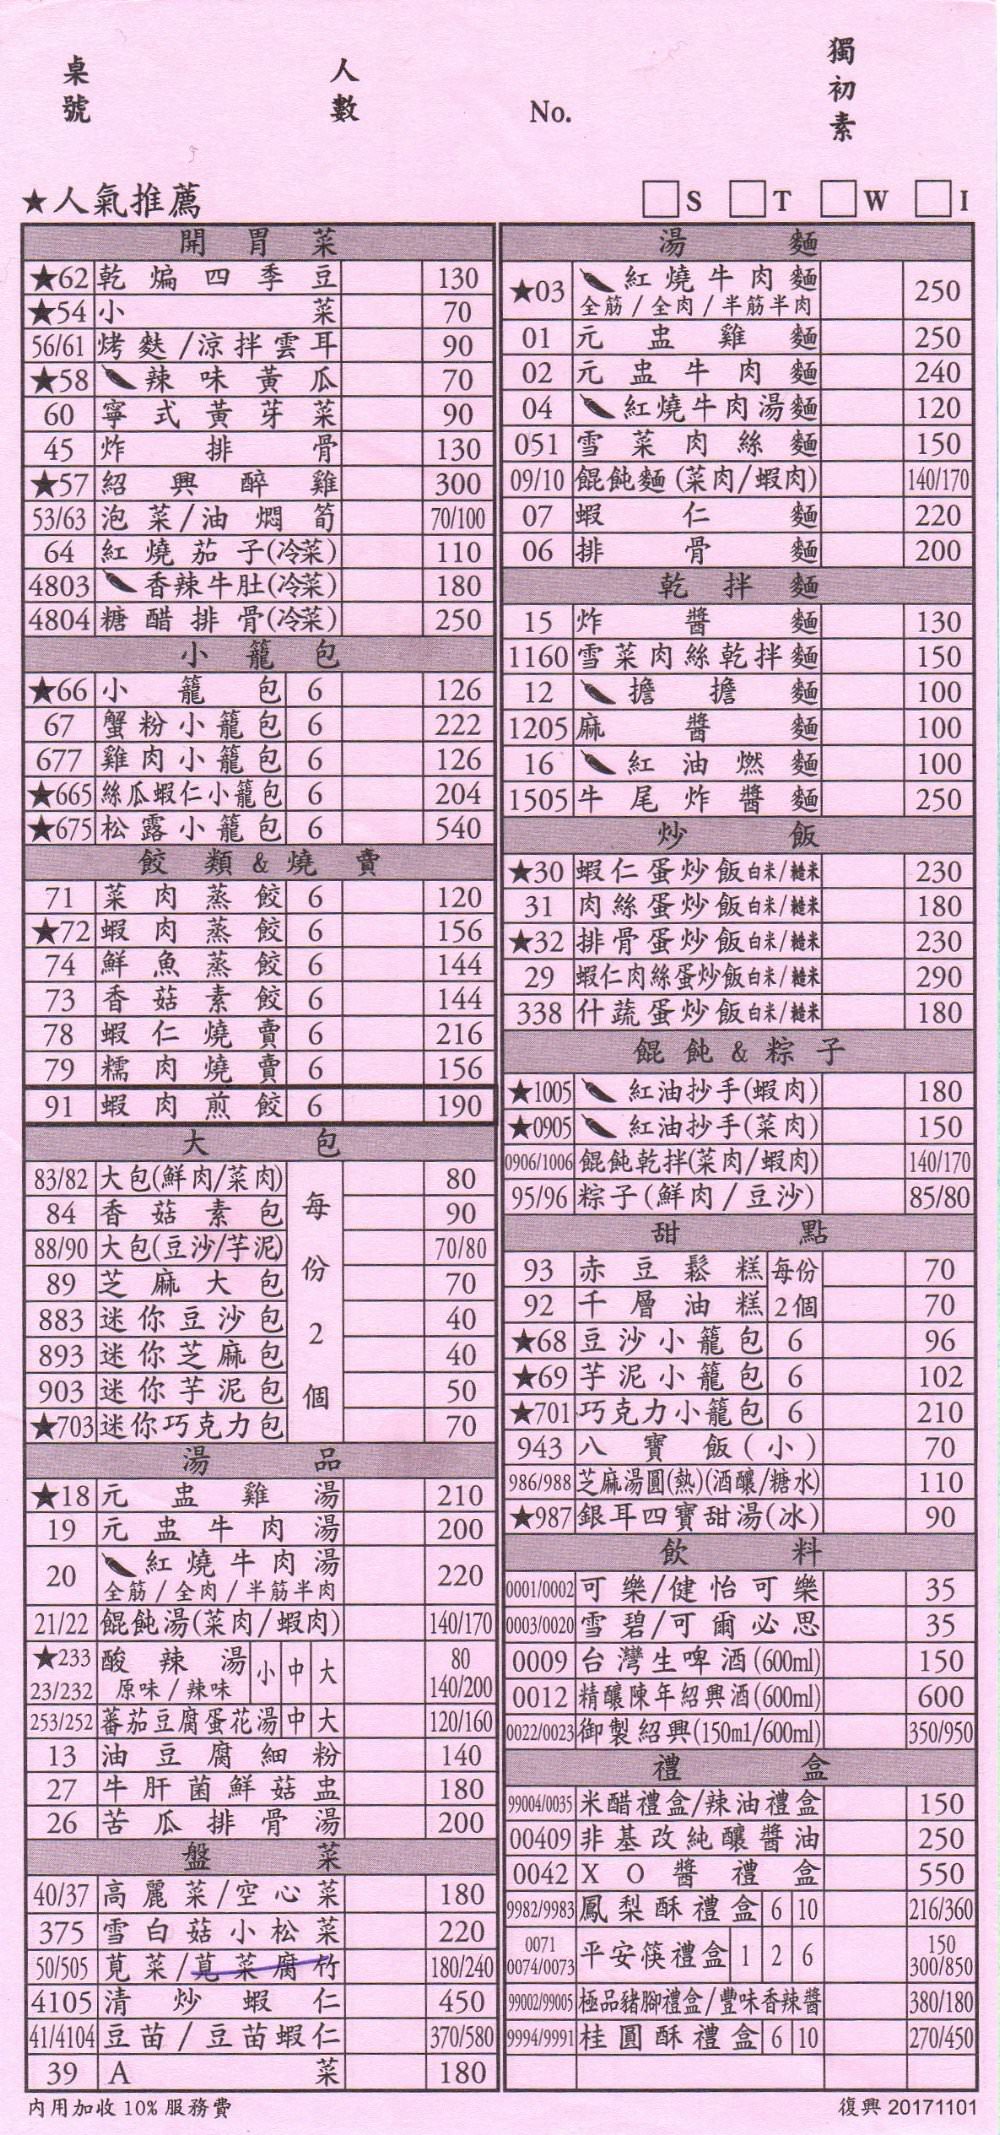 桌號
人數
No.
獨初素
★人氣推薦
□S □T □W □I
開胃菜
★62 乾煸四季豆 130
★54 小菜 70
56/61 烤麩/涼拌雲耳 90
★58 辣味黃瓜 70
60 寧式黃芽菜 90
45 炸排骨 130
★57 紹興醉雞 300
53/63 泡菜/油燜筍 70/100
64 紅燒茄子(冷菜) 110
4803 香辣牛肚(冷菜) 180
4804 糖醋排骨(冷菜) 250
小籠包
★66 小籠包 6 126
67 蟹粉小籠包 6 222
677 雞肉小籠包 6 126
★665 絲瓜蝦仁小籠包 6 204
★675 松露小籠包 6 540
餃類&燒賣
71 菜肉蒸餃 6 120
★72 蝦肉蒸餃 6 156
74 鮮魚蒸餃 6 144
73 香菇素餃 6 144
78 蝦仁燒賣 6 216
79 糯肉燒賣 6 156
91 蝦肉煎餃 6 190
大包
每份2個
83/82 大包(鮮肉/菜肉) 80
84 香菇素包 90
88/90 大包(豆沙/芋泥) 70/80
89 芝麻大包 70
883 迷你豆沙包 40
893 迷你芝麻包 40
903 迷你芋泥包 50
★703 迷你巧克力包 70
湯品
★18 元盅雞湯 210
19 元盅牛肉湯 200
20 紅燒牛肉湯 220
全筋/全肉/半筋半肉
21/22 餛飩湯(菜肉/蝦肉) 140/170
★233 酸辣湯 小 中 大 80
23/232 原味/辣味 140/200
253/252 蕃茄豆腐蛋花湯 中 大 120/160
13 油豆腐細粉 140
27 牛肝菌鮮菇盅 180
26 苦瓜排骨湯 200
盤菜
40/37 高麗菜/空心菜 180
375 雪白菇小松菜 220
50/505 莧菜/莧菜腐竹 180/240
4105 清炒蝦仁 450
41/4104 豆苗/豆苗蝦仁 370/580
39 A菜 180
內用加收10%服務費
湯麵
★03 紅燒牛肉麵 250
全筋/全肉/半筋半肉
01 元盅雞麵 250
02 元盅牛肉麵 240
04 紅燒牛肉湯麵 120
051 雪菜肉絲麵 150
09/10 餛飩麵(菜肉/蝦肉) 140/170
07 蝦仁麵 220
06 排骨麵 200
乾拌麵
15 炸醬麵 130
1160 雪菜肉絲乾拌麵 150
12 擔擔麵 100
1205 麻醬麵 100
16 紅油燃麵 100
1505 牛尾炸醬麵 250
炒飯
★30 蝦仁蛋炒飯白米/糙米 230
31 肉絲蛋炒飯白米/糙米 180
★32 排骨蛋炒飯白米/糙米 230
29 蝦仁肉絲蛋炒飯白米/糙米 290
338 什蔬蛋炒飯白米/糙米 180
餛飩&粽子
★1005 紅油抄手(蝦肉) 180
★0905 紅油抄手(菜肉) 150
0906/1006 餛飩乾拌(菜肉/蝦肉) 140/170
95/96 粽子(鮮肉/豆沙) 85/80
甜點
93 赤豆鬆糕 每份 70
92 千層油糕 2個 70
★68 豆沙小籠包 6 96
★69 芋泥小籠包 6 102
★701 巧克力小籠包 6 210
943 八寶飯(小) 70
986/988 芝麻湯圓(熱)(酒釀/糖水) 110
★987 銀耳四寶甜湯(冰) 90
飲料
0001/0002 可樂/健怡可樂 35
0003/0020 雪碧/可爾必思 35
0009 台灣生啤酒(600ml) 150
0012 精釀陳年紹興酒(600ml) 600
0022/0023 御製紹興(150ml/600ml) 350/950
禮盒
99004/0035 米醋禮盒/辣油禮盒 150
00409 非基改純釀醬油 250
0042 XO醬禮盒 550
9982/9983 鳳梨酥禮盒 6 10 216/360
0071 平安筷禮盒 1 2 6 150
0074/0073 300/850
99002/99005 極品豬腳禮盒/豐味香辣醬 380/180
9994/9991 桂圓酥禮盒 6 10 270/450
復興 20171101